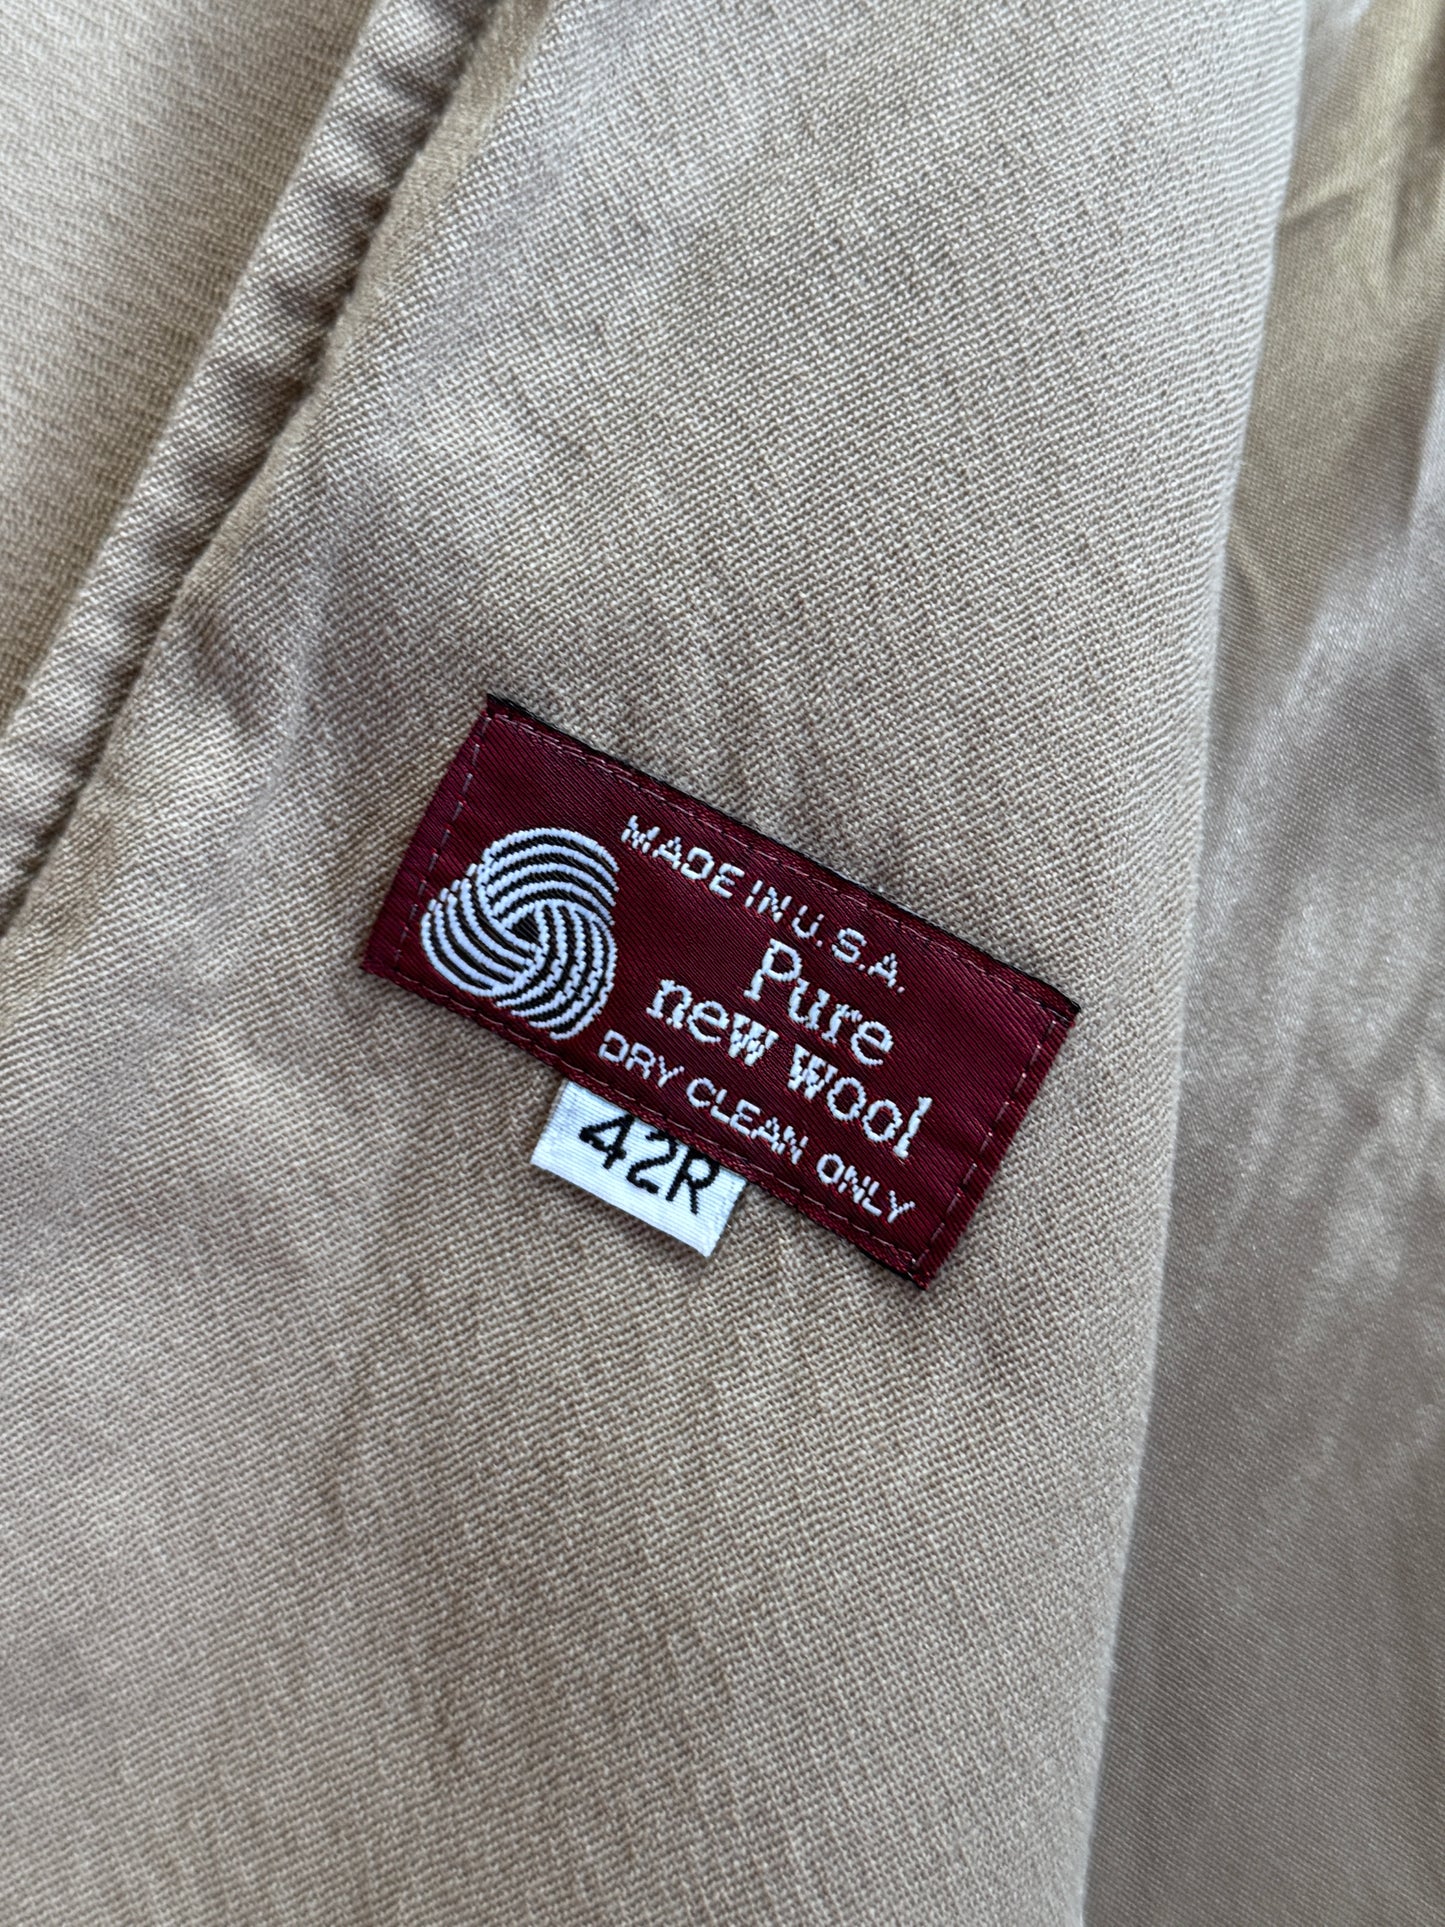 MADE IN U.S.A.
Pure
new wool
DRY CLEAN ONLY
42R